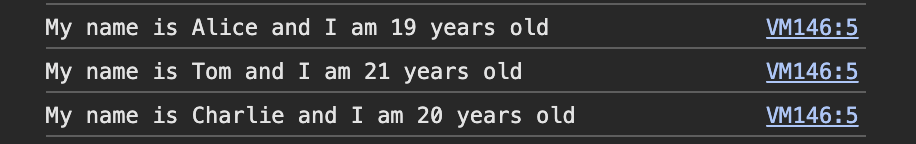 My name is Alice and I am 19 years old VM146:5
My name is Tom and I am 21 years old VM146:5
My name is Charlie and I am 20 years old VM146:5